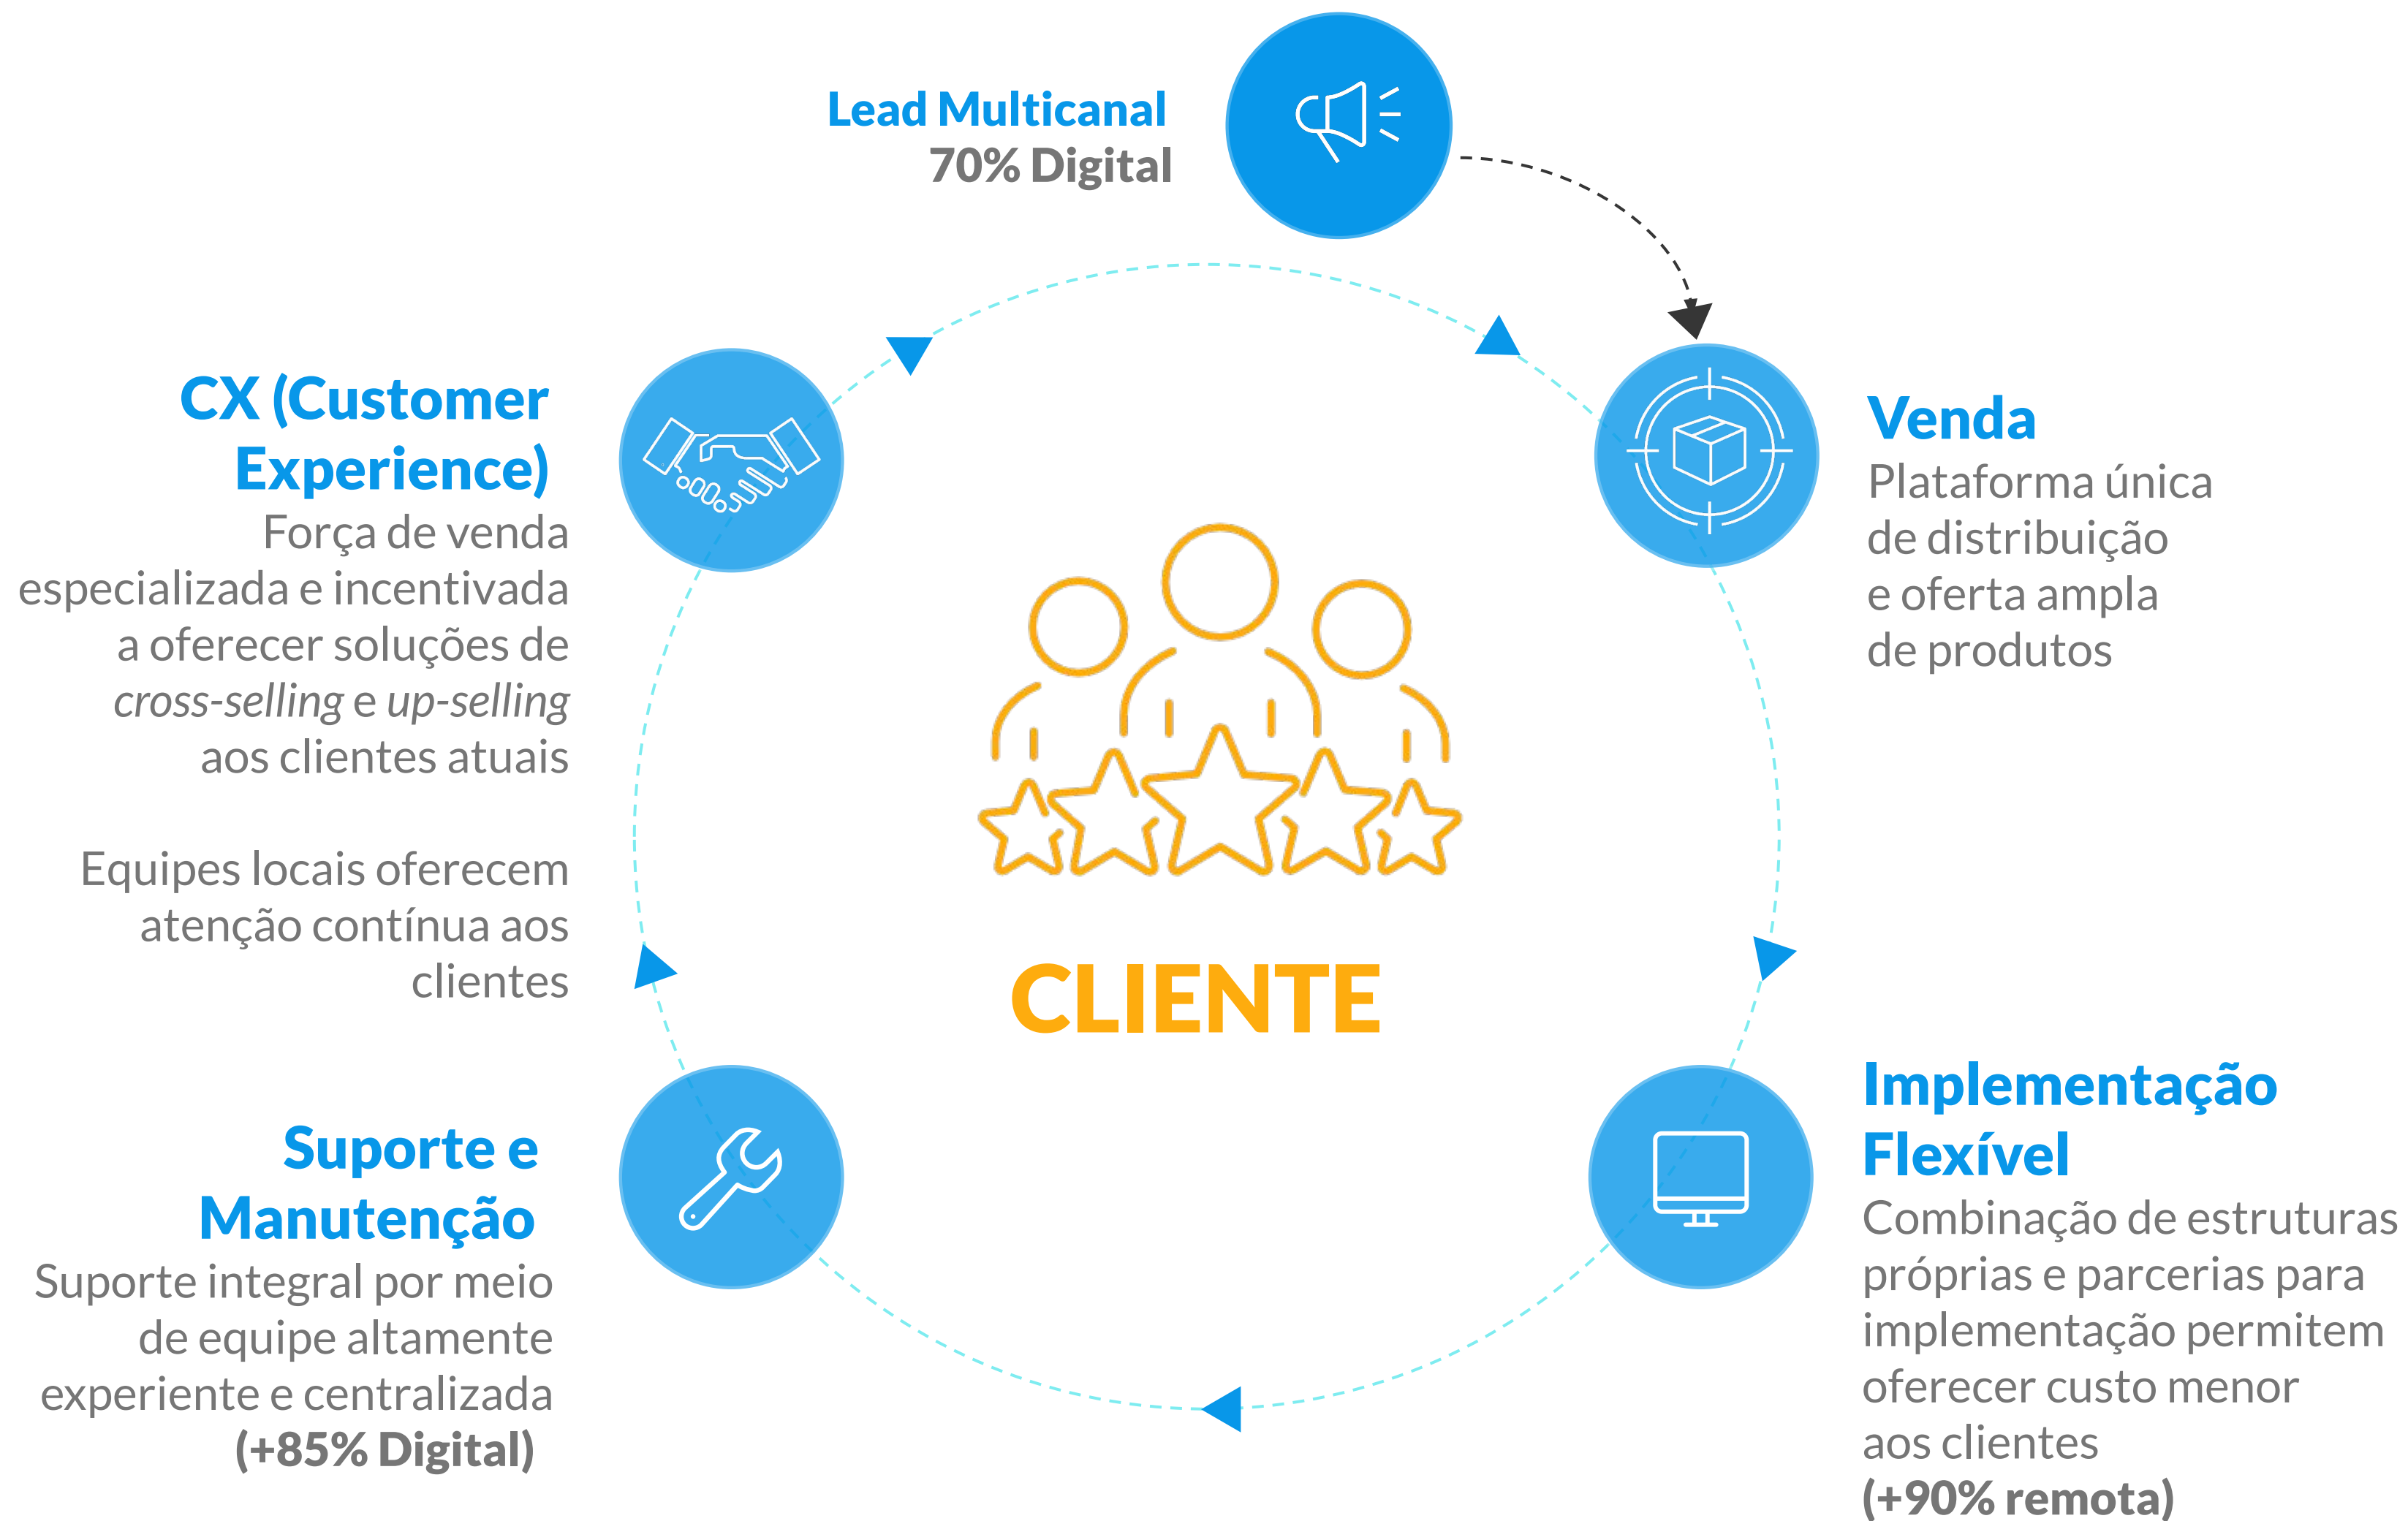 Lead Multicanal
70% Digital
CX (Customer
Experience)
Força de venda
especializada e incentivada
a oferecer soluções de
cross-selling e up-selling
aos clientes atuais
Equipes locais oferecem
atenção contínua aos
clientes
Venda
Plataforma única
de distribuição
e oferta ampla
de produtos
CLIENTE
Suporte e
Manutenção
Suporte integral por meio
de equipe altamente
experiente e centralizada
(+85% Digital)
Implementação
Flexível
Combinação de estruturas
próprias e parcerias para
implementação permitem
oferecer custo menor
aos clientes
(+90% remota)